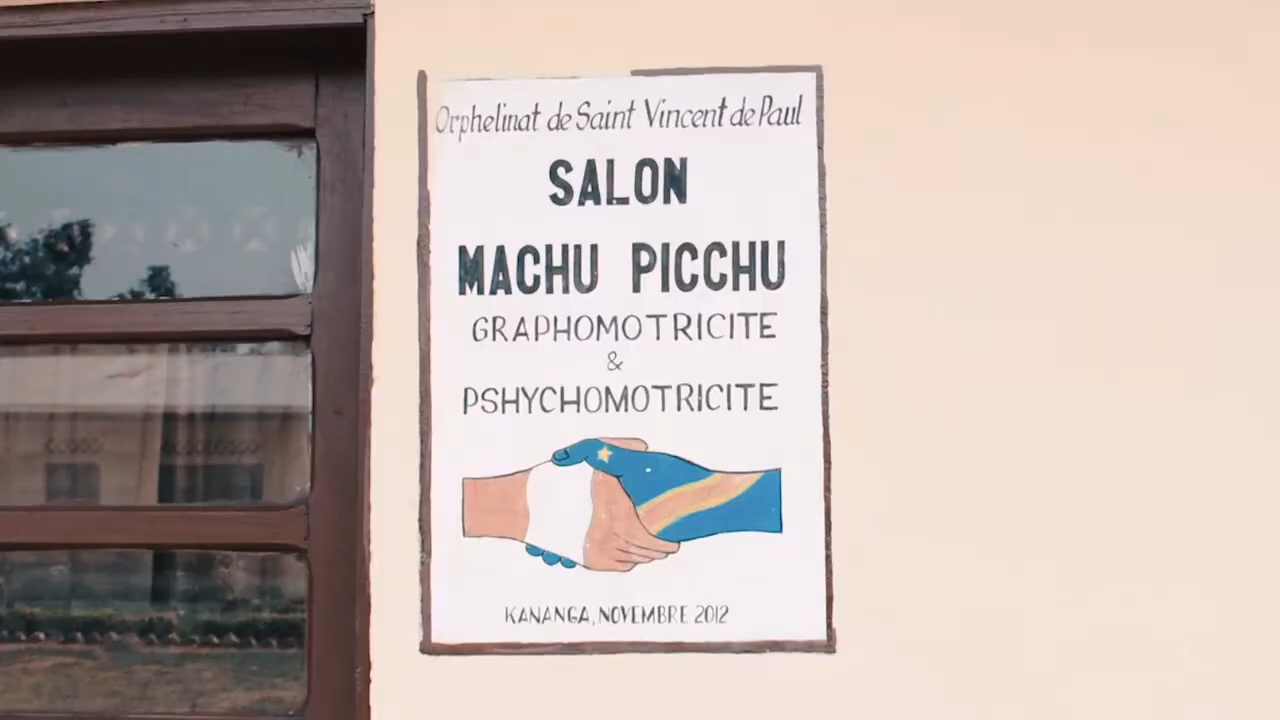 Orphelinat de Saint Vincent de Paul
SALON
MACHU PICCHU
GRAPHOMOTRICITE
&
PSHYCHOMOTRICITE
KANANGA, NOVEMBRE 2012